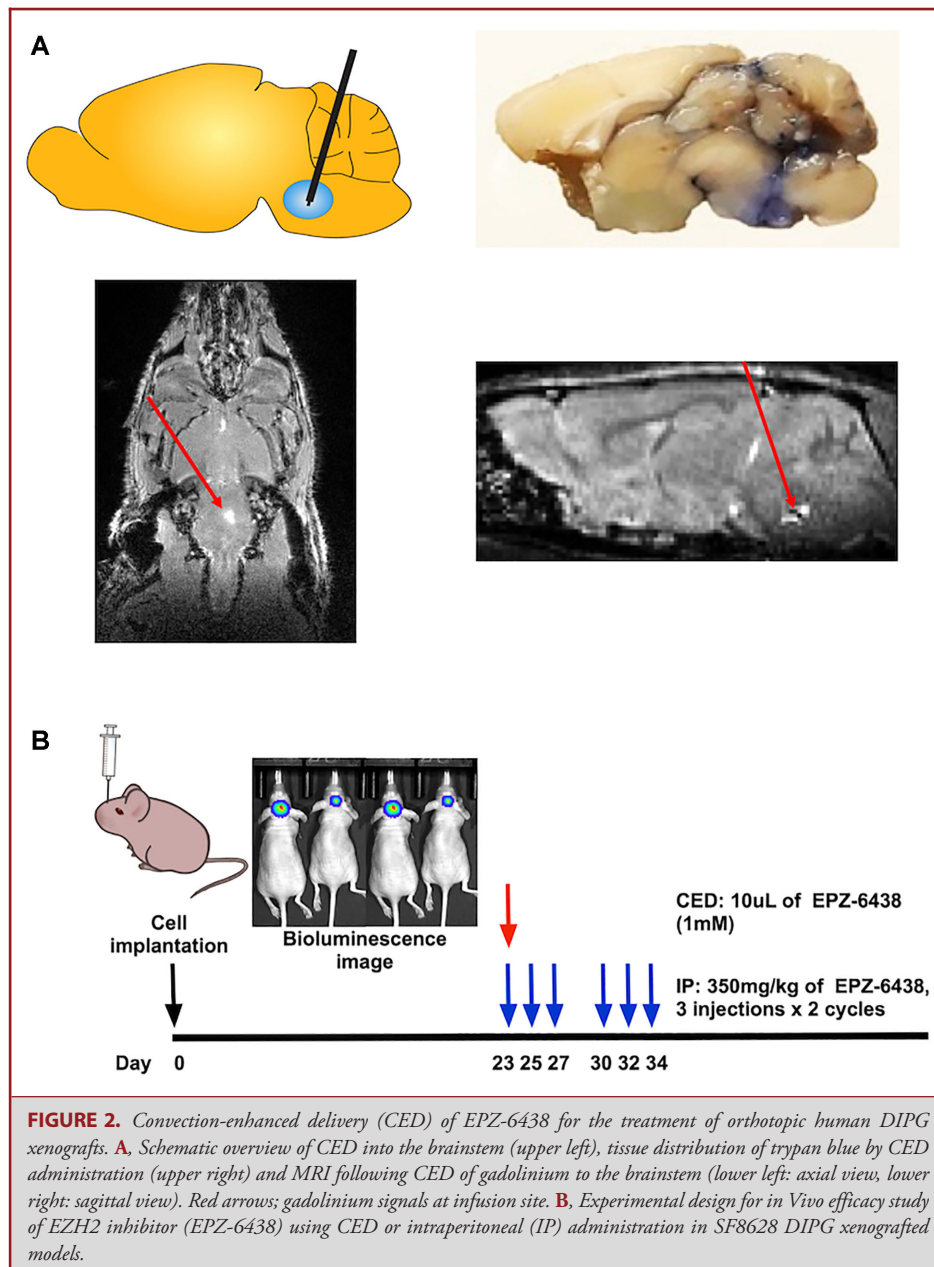 A
B
Cell
implantation
Bioluminescence
image
CED: 10uL of EPZ-6438
(1mM)
IP: 350mg/kg of EPZ-6438,
3 injections x 2 cycles
Day 0 23 25 27 30 32 34
FIGURE 2. Convection-enhanced delivery (CED) of EPZ-6438 for the treatment of orthotopic human DIPG
xenografts. A, Schematic overview of CED into the brainstem (upper left), tissue distribution of trypan blue by CED
administration (upper right) and MRI following CED of gadolinium to the brainstem (lower left: axial view, lower
right: sagittal view). Red arrows; gadolinium signals at infusion site. B, Experimental design for in Vivo efficacy study
of EZH2 inhibitor (EPZ-6438) using CED or intraperitoneal (IP) administration in SF8628 DIPG xenografted
models.